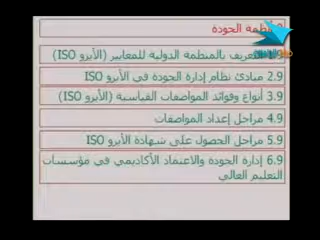 أنظمة الجودة
1.9 التعريف بالمنظمة الدولية للمعايير (الأيزو ISO)
2.9 مبادئ نظام إدارة الجودة في الأيزو ISO
3.9 أنواع وفوائد المواصفات القياسية (الأيزو ISO)
4.9 مراحل إعداد المواصفات
5.9 مراحل الحصول على شهادة الأيزو ISO
6.9 إدارة الجودة والاعتماد الأكاديمي في مؤسسات
التعليم العالي